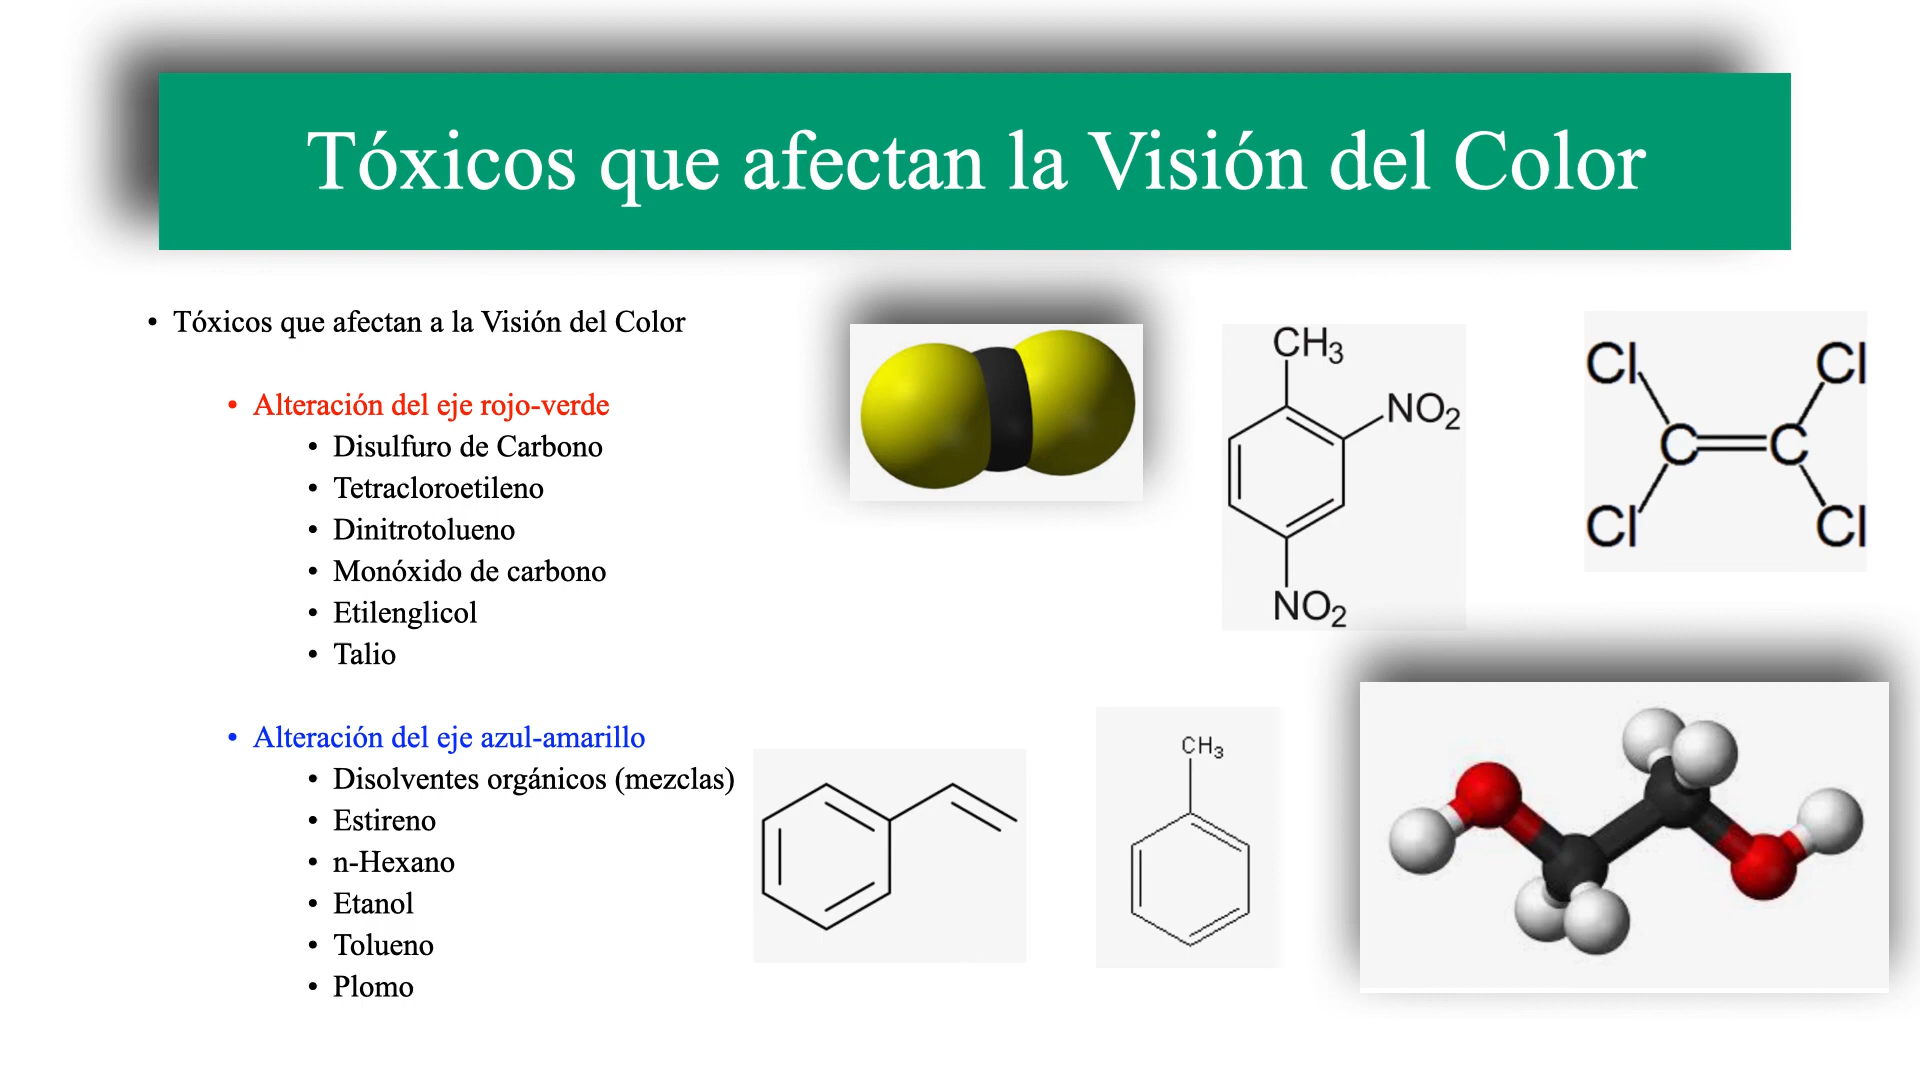 Tóxicos que afectan la Visión del Color
• Tóxicos que afectan a la Visión del Color
• Alteración del eje rojo-verde
• Disulfuro de Carbono
• Tetracloroetileno
• Dinitrotolueno
• Monóxido de carbono
• Etilenglicol
• Talio
• Alteración del eje azul-amarillo
• Disolventes orgánicos (mezclas)
• Estireno
• n-Hexano
• Etanol
• Tolueno
• Plomo
CH3
NO2
NO2
Cl Cl
C C
Cl Cl
CH3